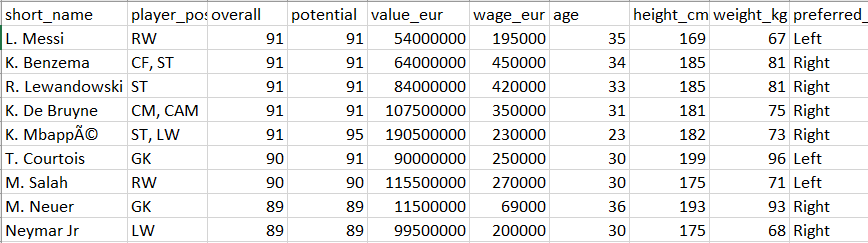 short_name player_pos overall potential value_eur wage_eur age height_cm weight_kg preferred_
L. Messi RW 91 91 54000000 195000 35 169 67 Left
K. Benzema CF, ST 91 91 64000000 450000 34 185 81 Right
R. Lewandowski ST 91 91 84000000 420000 33 185 81 Right
K. De Bruyne CM, CAM 91 91 107500000 350000 31 181 75 Right
K. MbappÃ© ST, LW 91 95 190500000 230000 23 182 73 Right
T. Courtois GK 90 91 90000000 250000 30 199 96 Left
M. Salah RW 90 90 115500000 270000 30 175 71 Left
M. Neuer GK 89 89 11500000 69000 36 193 93 Right
Neymar Jr LW 89 89 99500000 200000 30 175 68 Right